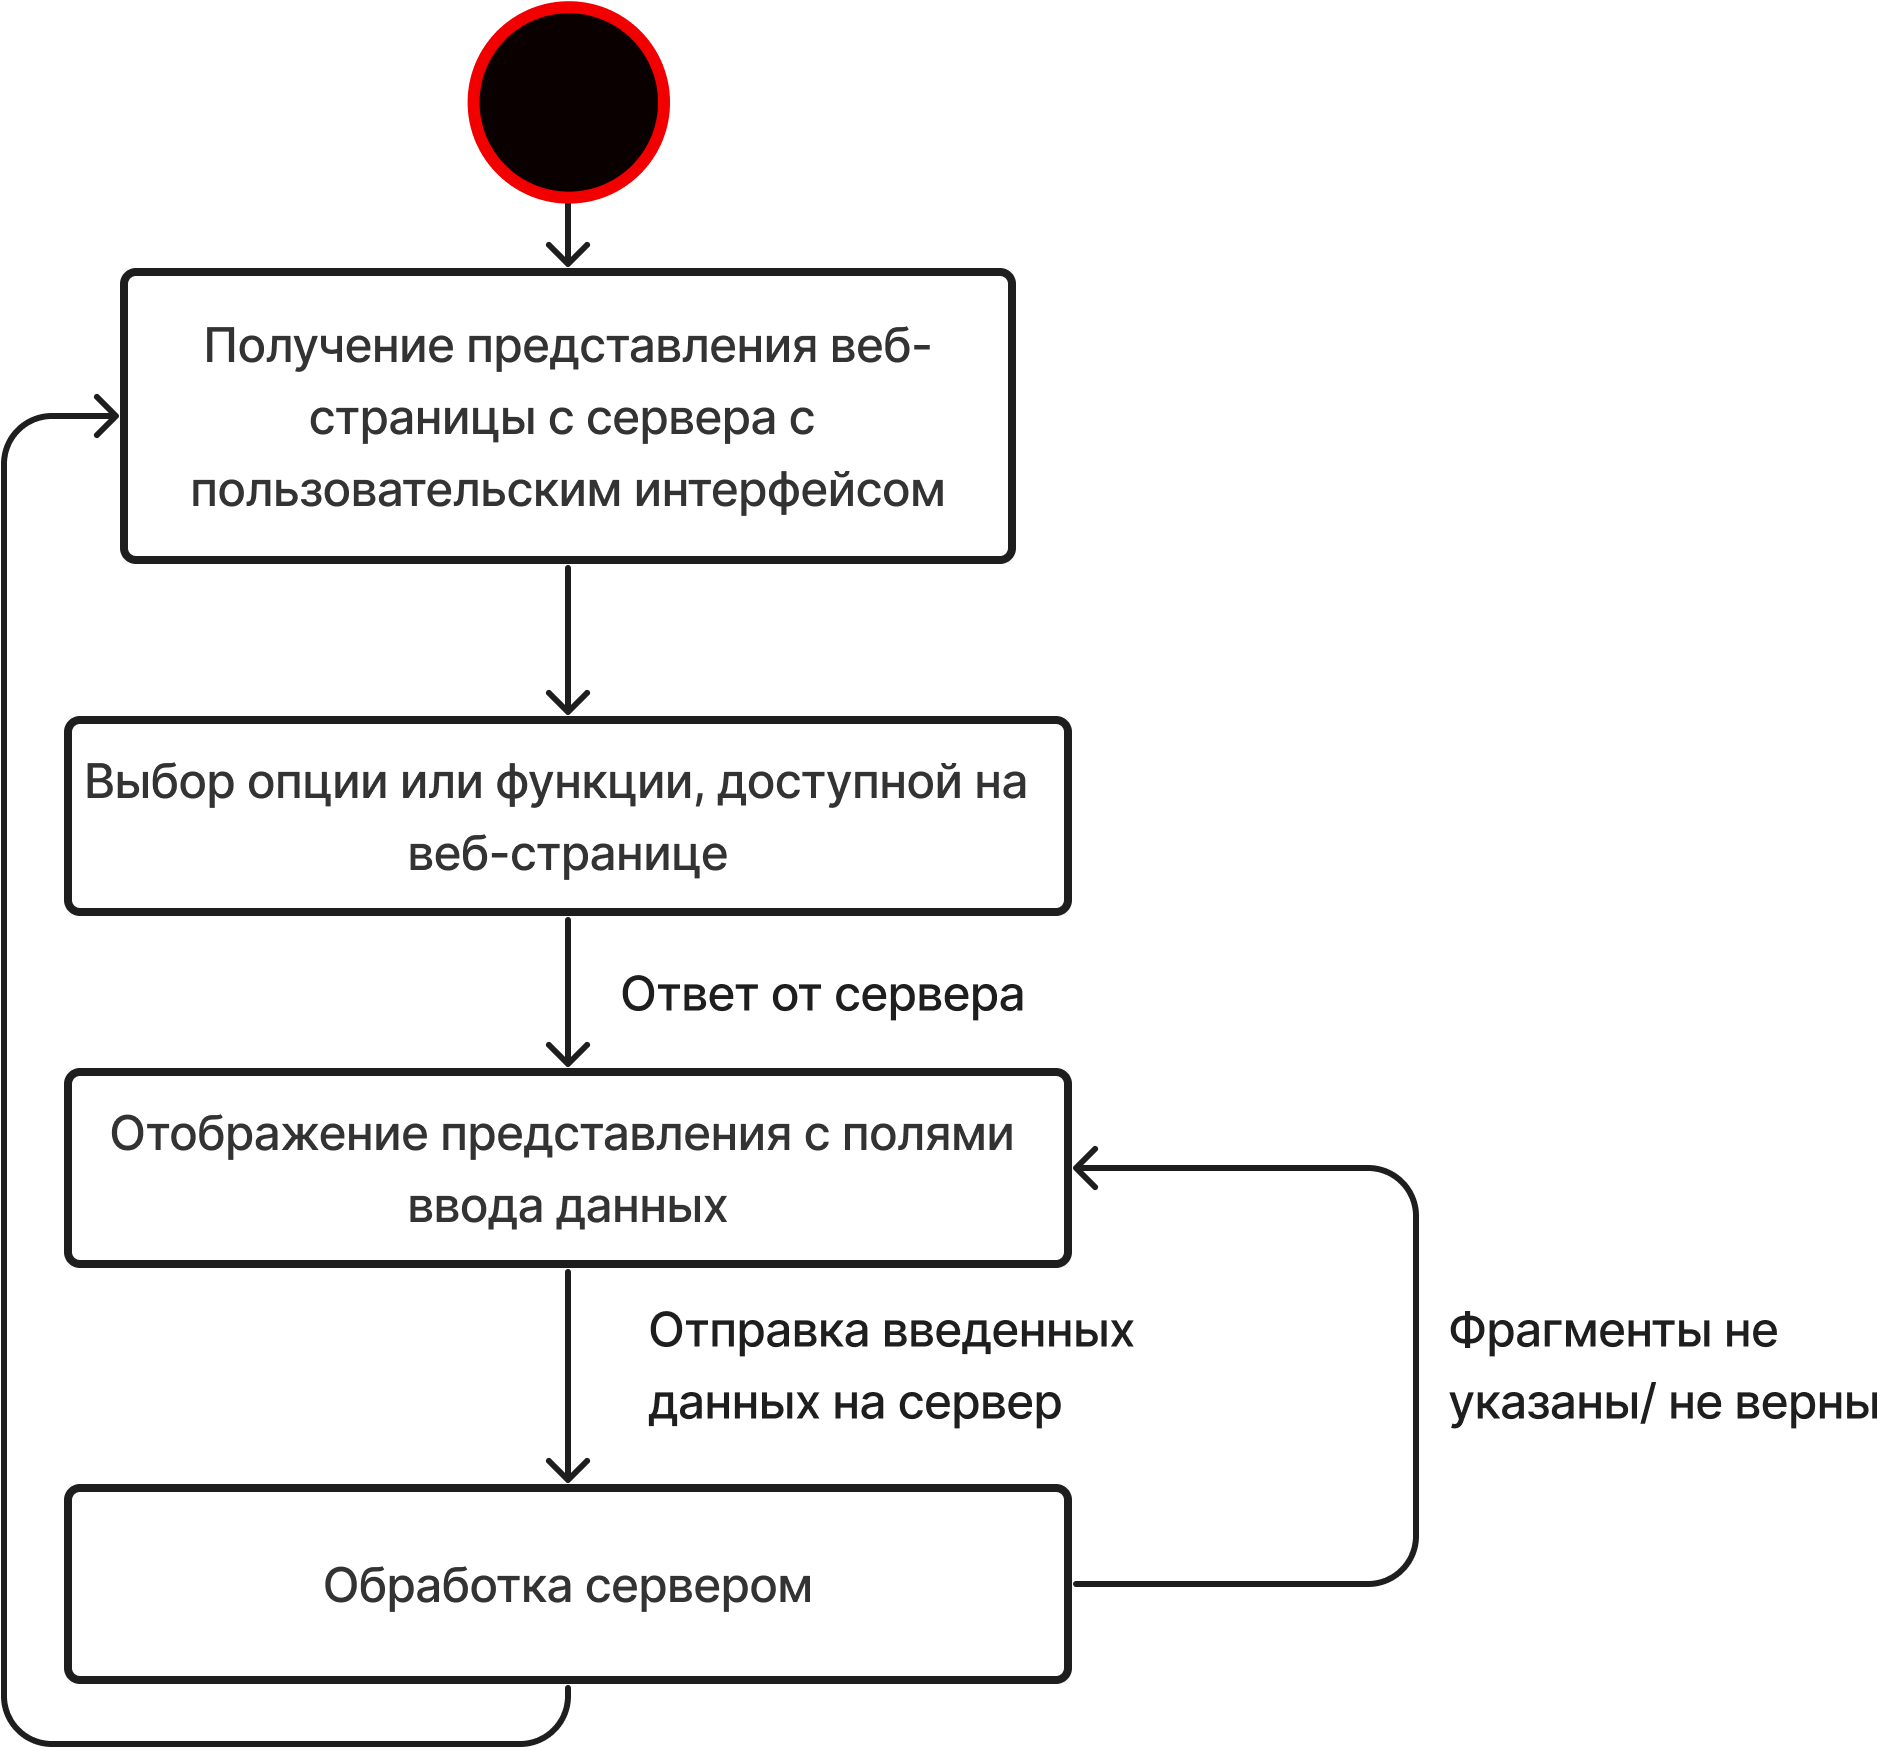 Получение представления веб-
страницы с сервера с
пользовательским интерфейсом
Выбор опции или функции, доступной на
веб-странице
Ответ от сервера
Отображение представления с полями
ввода данных
Отправка введенных
данных на сервер
Фрагменты не
указаны/ не верны
Обработка сервером